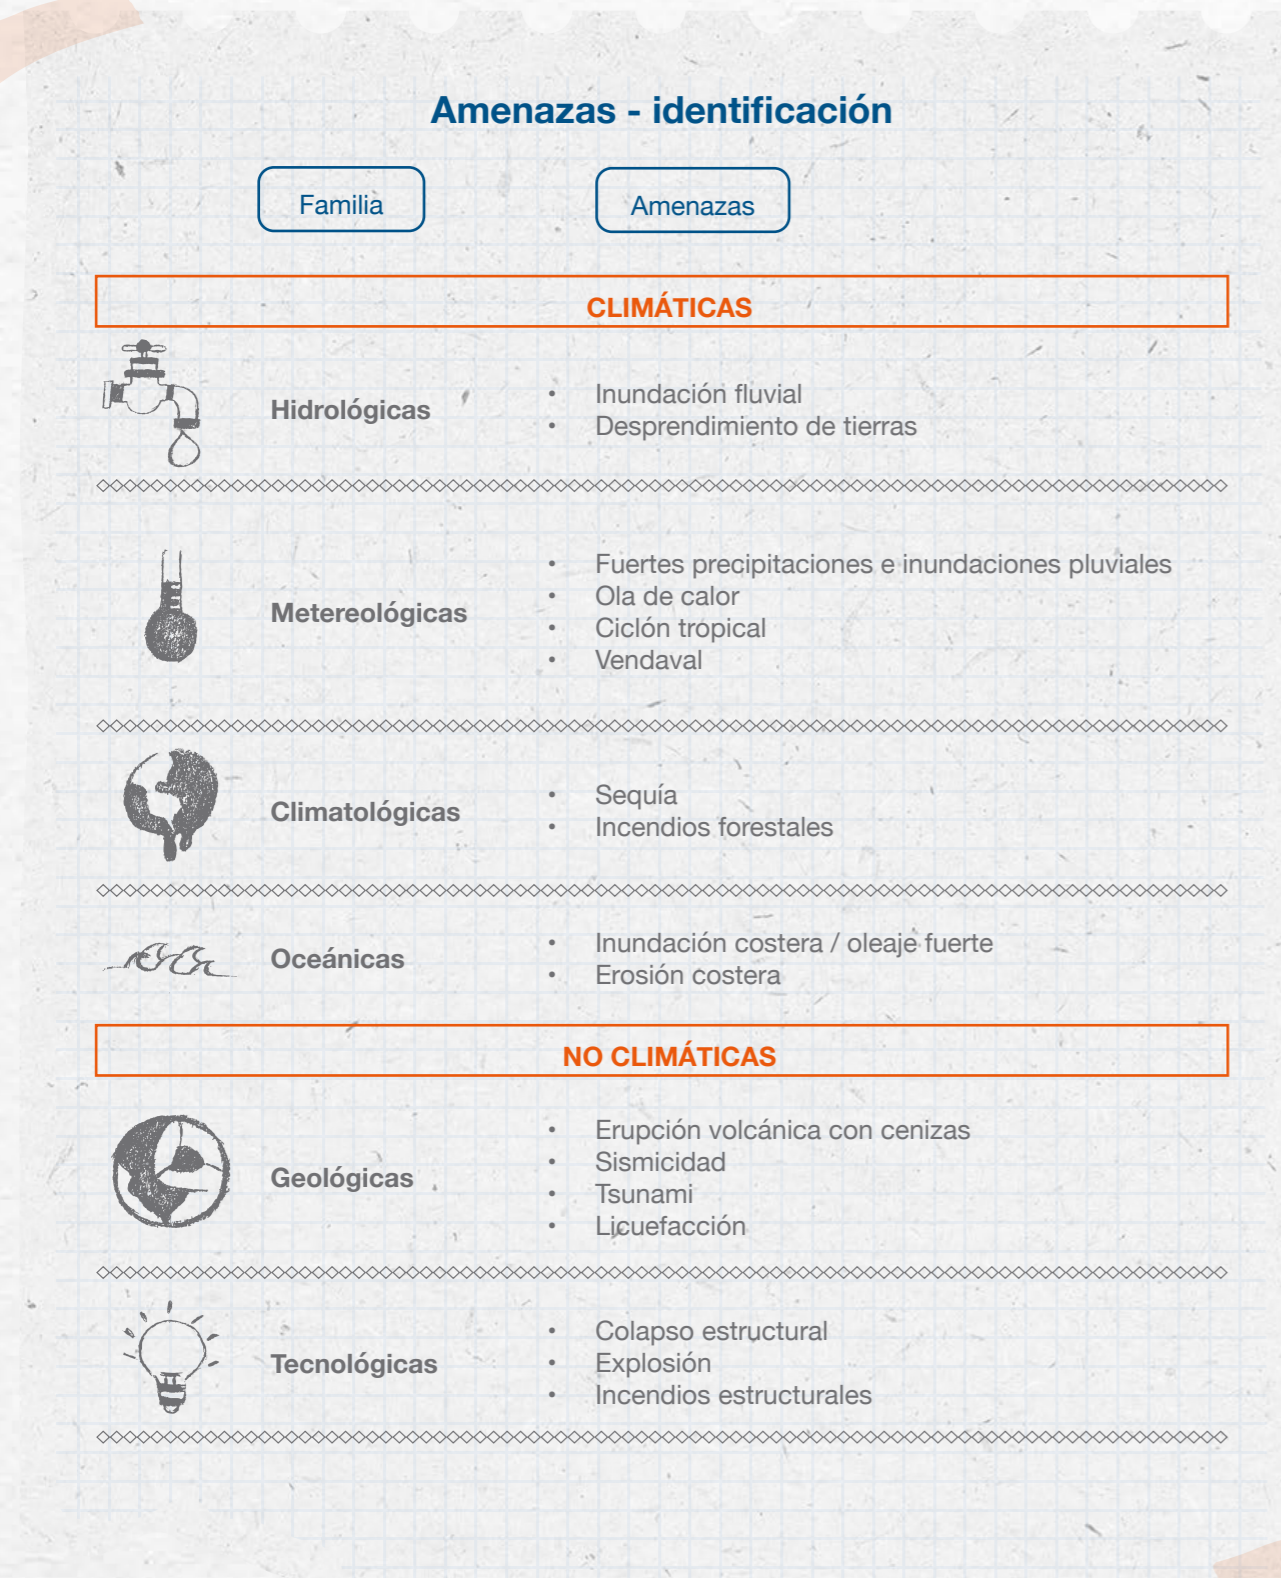 Amenazas - identificación
Familia
Amenazas
CLIMÁTICAS
Hidrológicas
• Inundación fluvial
• Desprendimiento de tierras
Metereológicas
• Fuertes precipitaciones e inundaciones pluviales
• Ola de calor
• Ciclón tropical
• Vendaval
Climatológicas
• Sequía
• Incendios forestales
Oceánicas
• Inundación costera / oleaje fuerte
• Erosión costera
NO CLIMÁTICAS
Geológicas
• Erupción volcánica con cenizas
• Sismicidad
• Tsunami
• Licuefacción
Tecnológicas
• Colapso estructural
• Explosión
• Incendios estructurales